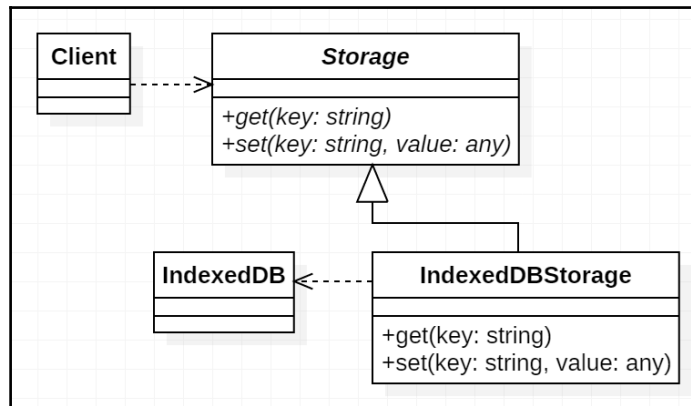 Client
Storage
+get(key: string)
+set(key: string, value: any)
IndexedDB
IndexedDBStorage
+get(key: string)
+set(key: string, value: any)